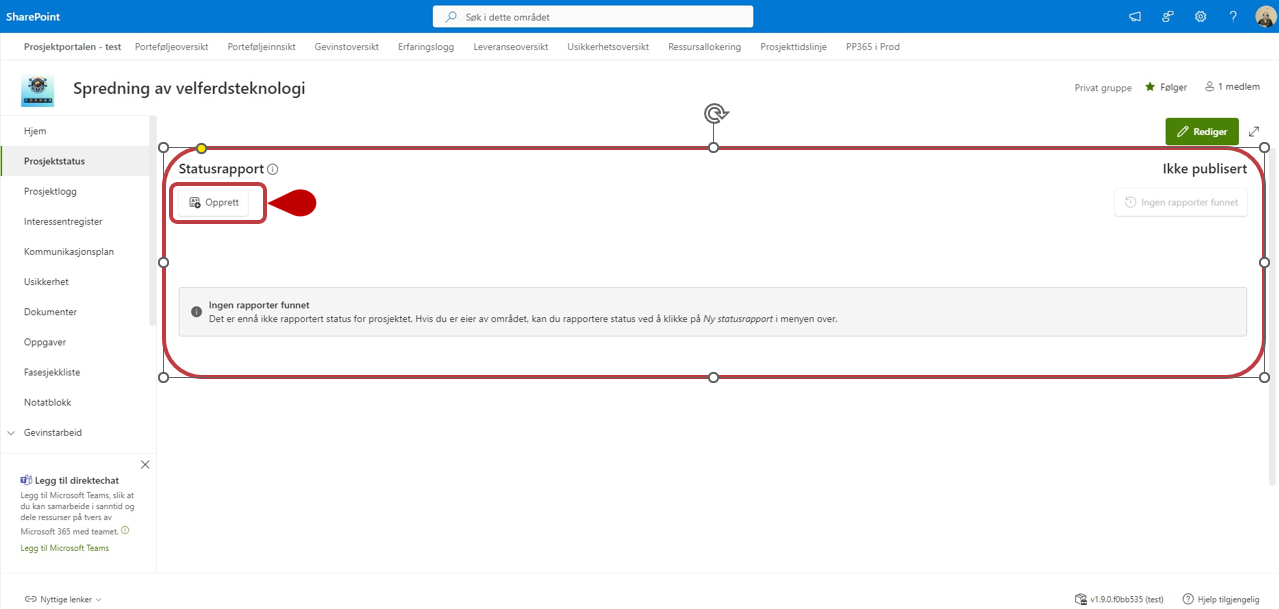 SharePoint
Søk i dette området
?
Prosjektportalen - test Porteføljeoversikt Porteføljeinnsikt Gevinstoversikt Erfaringslogg Leveranseoversikt Usikkerhetsoversikt Ressursallokering Prosjekttidslinje PP365 i Prod
Spredning av velferdsteknologi
Privat gruppe Følger 1 medlem
Rediger
Hjem
Prosjektstatus
Prosjektlogg
Interessentregister
Kommunikasjonsplan
Usikkerhet
Dokumenter
Oppgaver
Fasesjekkliste
Notatblokk
Gevinstarbeid
Statusrapport Ikke publisert
Opprett Ingen rapporter funnet
Ingen rapporter funnet
Det er ennå ikke rapportert status for prosjektet. Hvis du er eier av området, kan du rapportere status ved å klikke på Ny statusrapport i menyen over.
Legg til direktechat
Legg til Microsoft Teams, slik at
du kan samarbeide i sanntid og
dele ressurser på tvers av
Microsoft 365 med teamet.
Legg til Microsoft Teams
Nyttige lenker v1.9.0.f0bb535 (test) Hjelp tilgjengelig